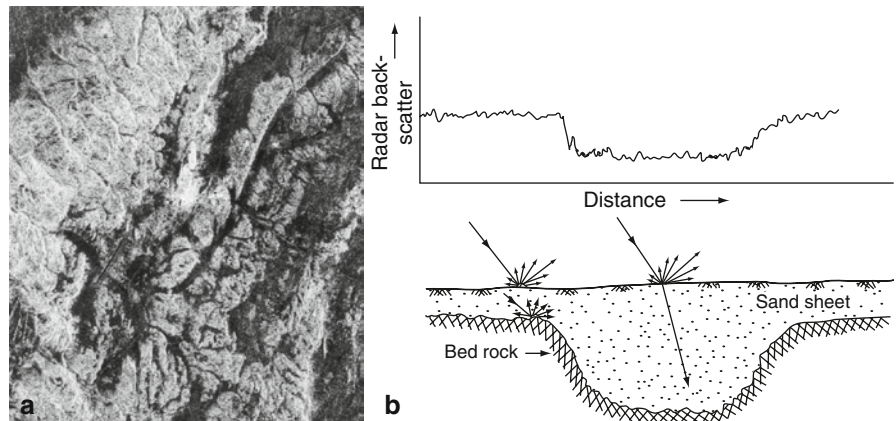 a
Radar back-
scatter
Distance
Sand sheet
Bed rock
b